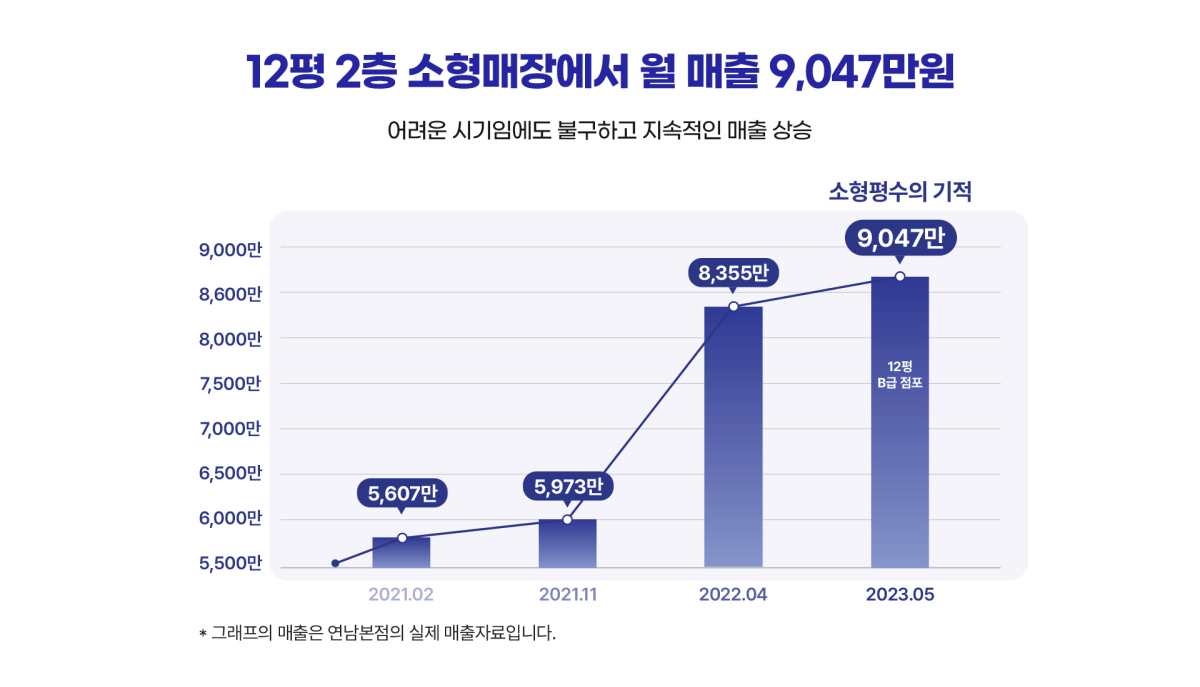 12평 2층 소형매장에서 월 매출 9,047만원
어려운 시기임에도 불구하고 지속적인 매출 상승
소형평수의 기적
9,047만
8,355만
5,973만
5,607만
12평
B급 점포
9,000만
8,600만
8,000만
7,500만
7,000만
6,500만
6,000만
5,500만
2021.02
2021.11
2022.04
2023.05
* 그래프의 매출은 연남본점의 실제 매출자료입니다.